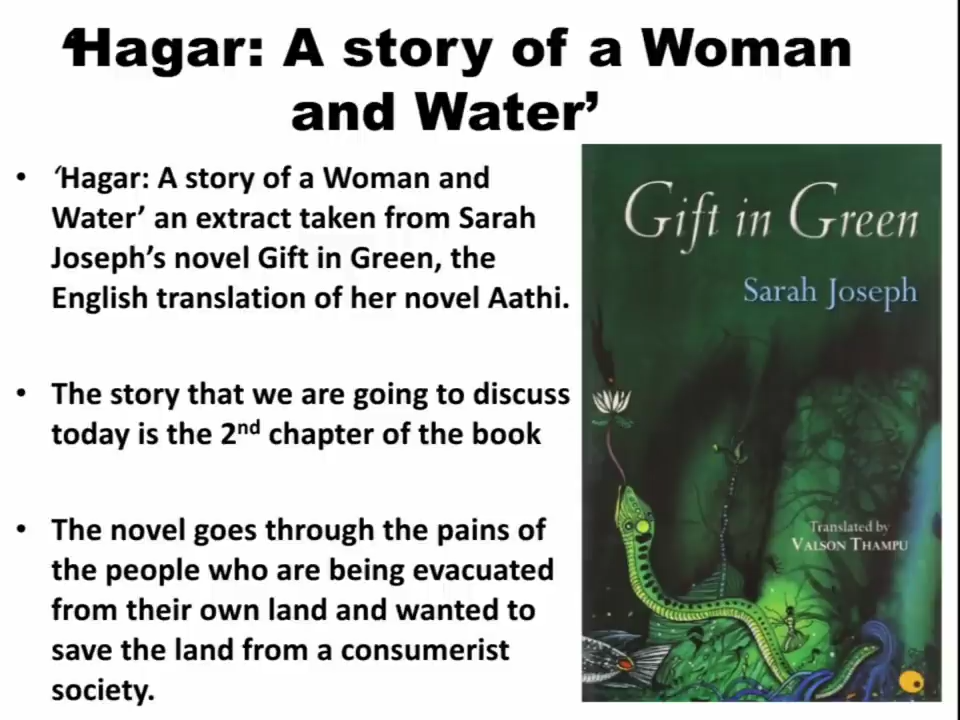 ‘Hagar: A story of a Woman
and Water’
• ‘Hagar: A story of a Woman and
Water’ an extract taken from Sarah
Joseph’s novel Gift in Green, the
English translation of her novel Aathi.
• The story that we are going to discuss
today is the 2nd chapter of the book
• The novel goes through the pains of
the people who are being evacuated
from their own land and wanted to
save the land from a consumerist
society.
Gift in Green
Sarah Joseph
Translated by
VALSON THAMPU